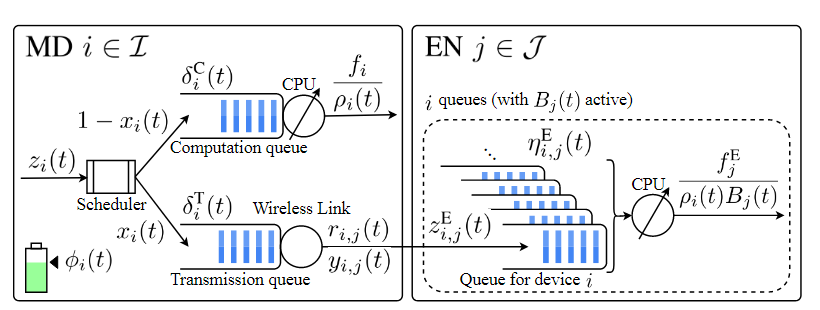 MD $i \in \mathcal{I}$
$\delta_i^{\mathrm{C}}(t)$
CPU
$\frac{f_i}{\rho_i(t)}$
$1 - x_i(t)$
Computation queue
$z_i(t)$
Scheduler
$\delta_i^{\mathrm{T}}(t)$
Wireless Link
$x_i(t)$
$\frac{r_{i,j}(t)}{y_{i,j}(t)}$
$\phi_i(t)$
Transmission queue
EN $j \in \mathcal{J}$
$i$ queues (with $B_j(t)$ active)
$\eta_{i,j}^{\mathrm{E}}(t)$
CPU
$\frac{f_j^{\mathrm{E}}}{\rho_i(t) B_j(t)}$
$z_{i,j}^{\mathrm{E}}(t)$
Queue for device $i$